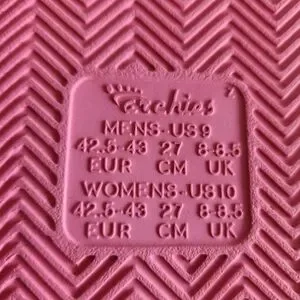 Archies
MENS-US9
42.5-43 27 8-8.5
EUR CM UK
WOMENS-US10
42.5-43 27 8-8.5
EUR CM UK